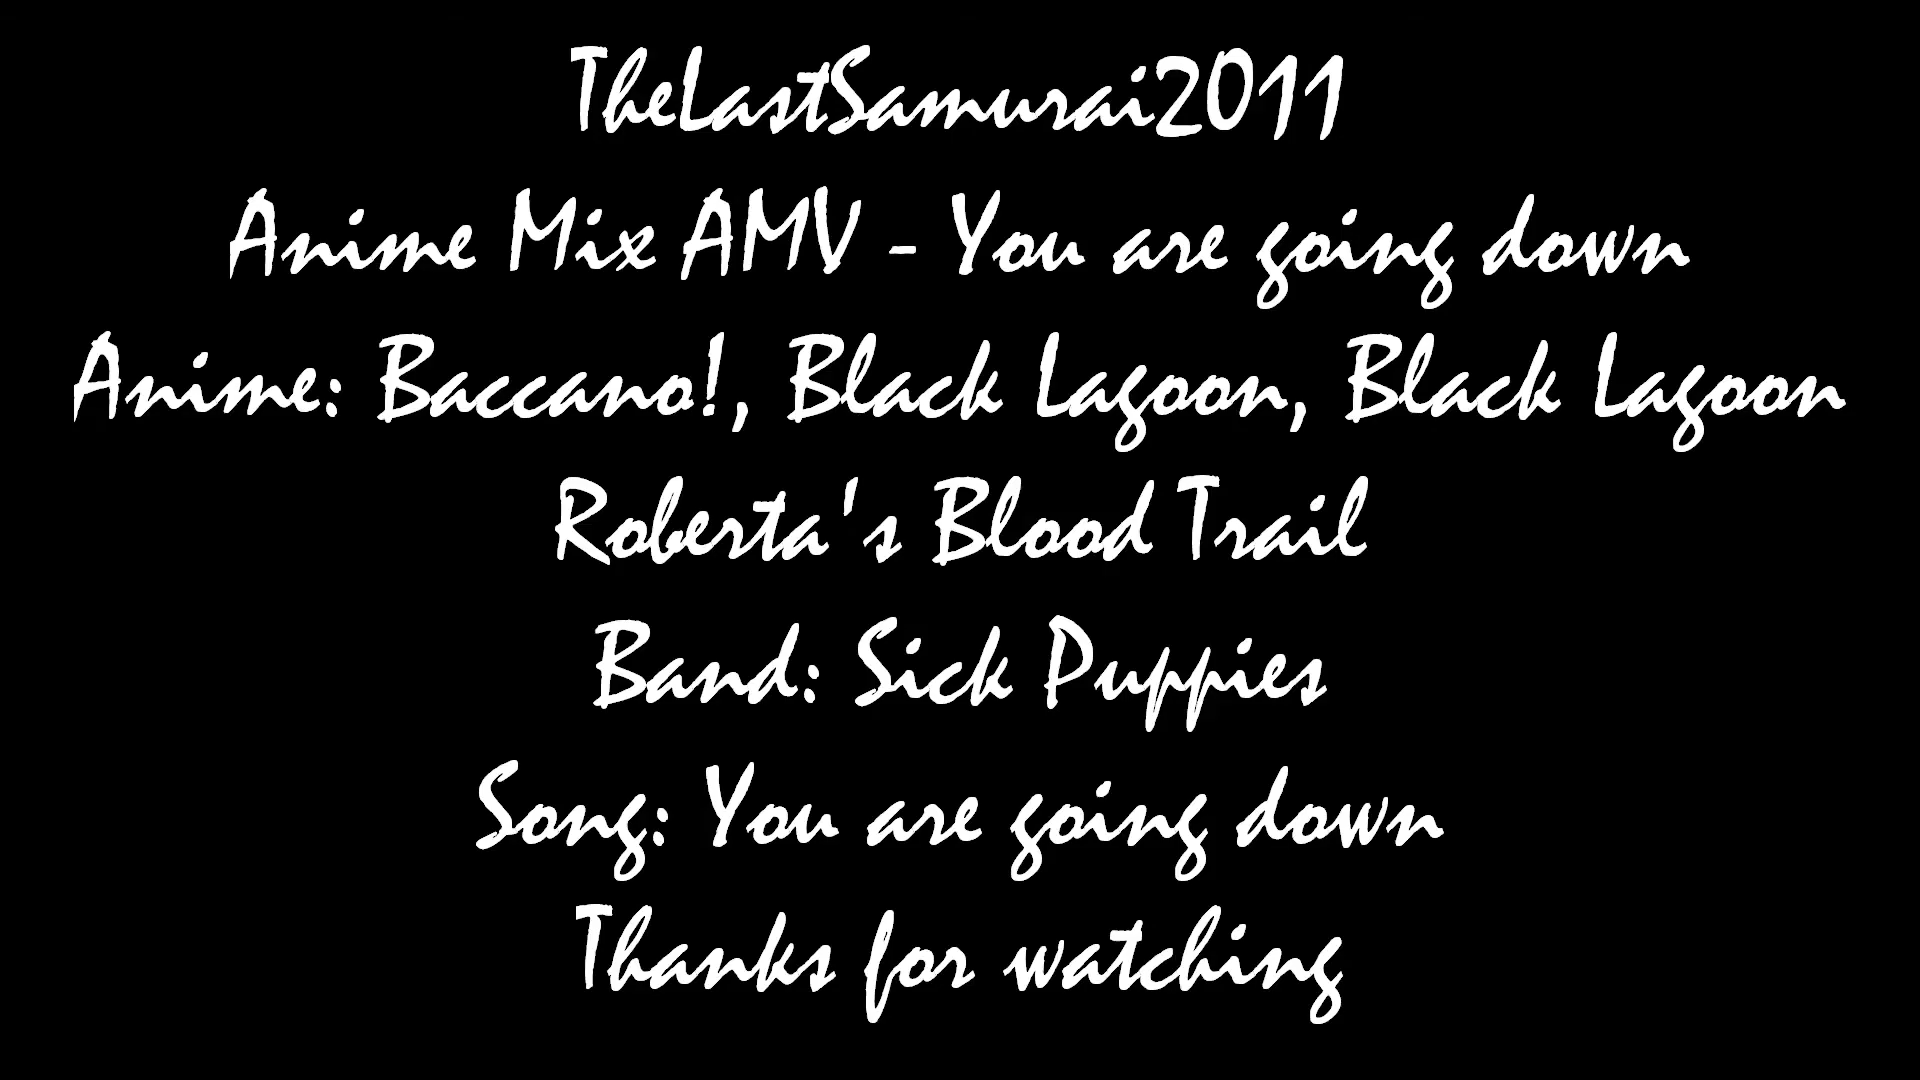 TheLastSamurai2011
Anime Mix AMV - You are going down
Anime: Baccano!, Black Lagoon, Black Lagoon
Roberta's Blood Trail
Band: Sick Puppies
Song: You are going down
Thanks for watching